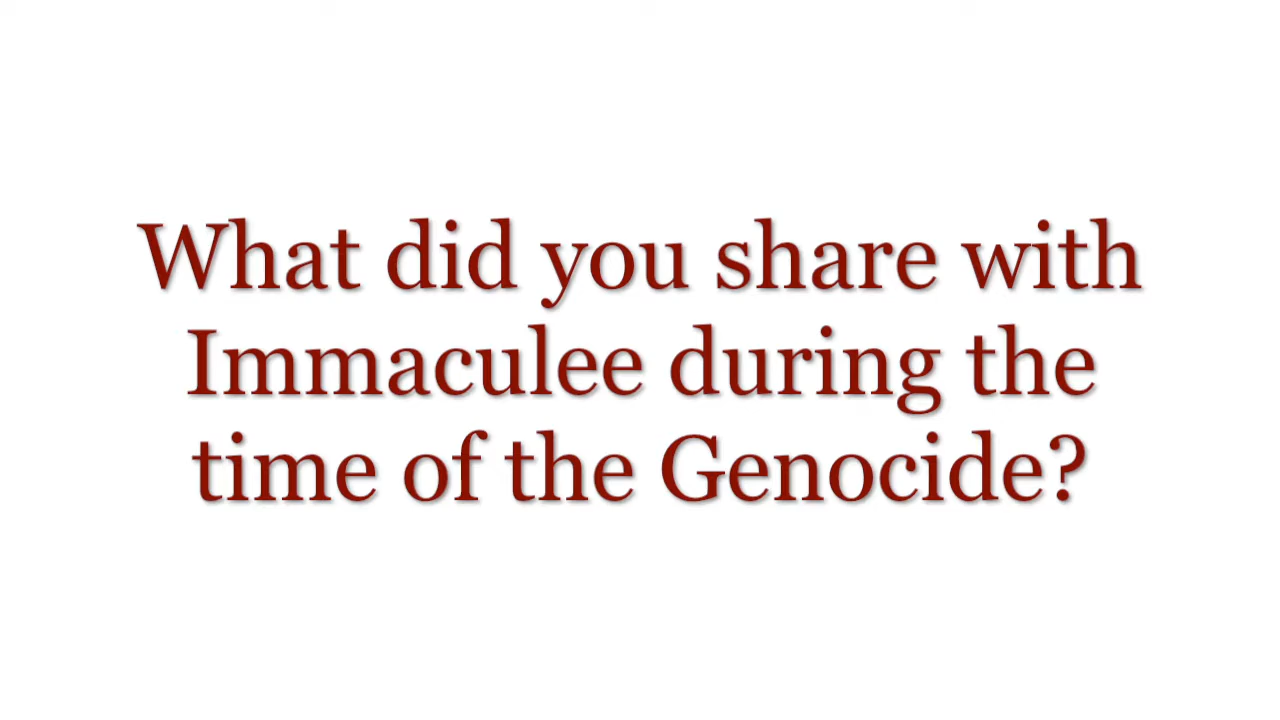 What did you share with
Immaculee during the
time of the Genocide?